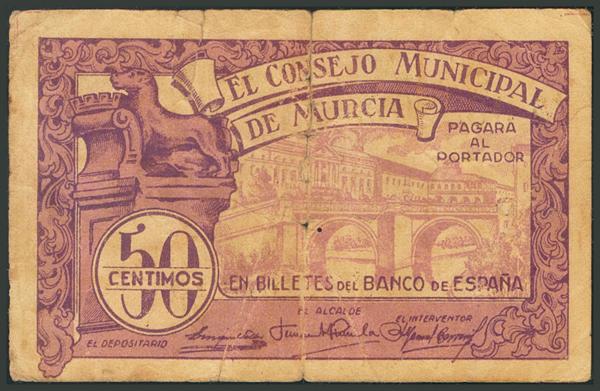 EL CONSEJO MUNICIPAL
DE MURCIA
PAGARA
AL
PORTADOR
50
CENTIMOS
EN BILLETES DEL BANCO DE ESPAÑA
EL DEPOSITARIO
EL ALCALDE
EL INTERVENTOR